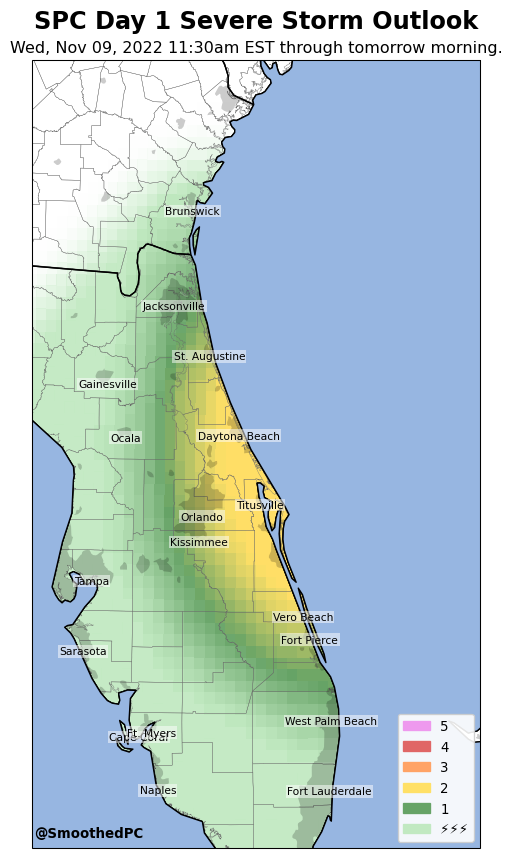 SPC Day 1 Severe Storm Outlook
Wed, Nov 09, 2022 11:30am EST through tomorrow morning.
Brunswick
Jacksonville
St. Augustine
Gainesville
Ocala
Daytona Beach
Titusville
Orlando
Kissimmee
Tampa
Vero Beach
Fort Pierce
Sarasota
West Palm Beach
Ft. Myers
Cape Coral
Naples
Fort Lauderdale
5
4
3
2
1
⚡⚡⚡
@SmoothedPC